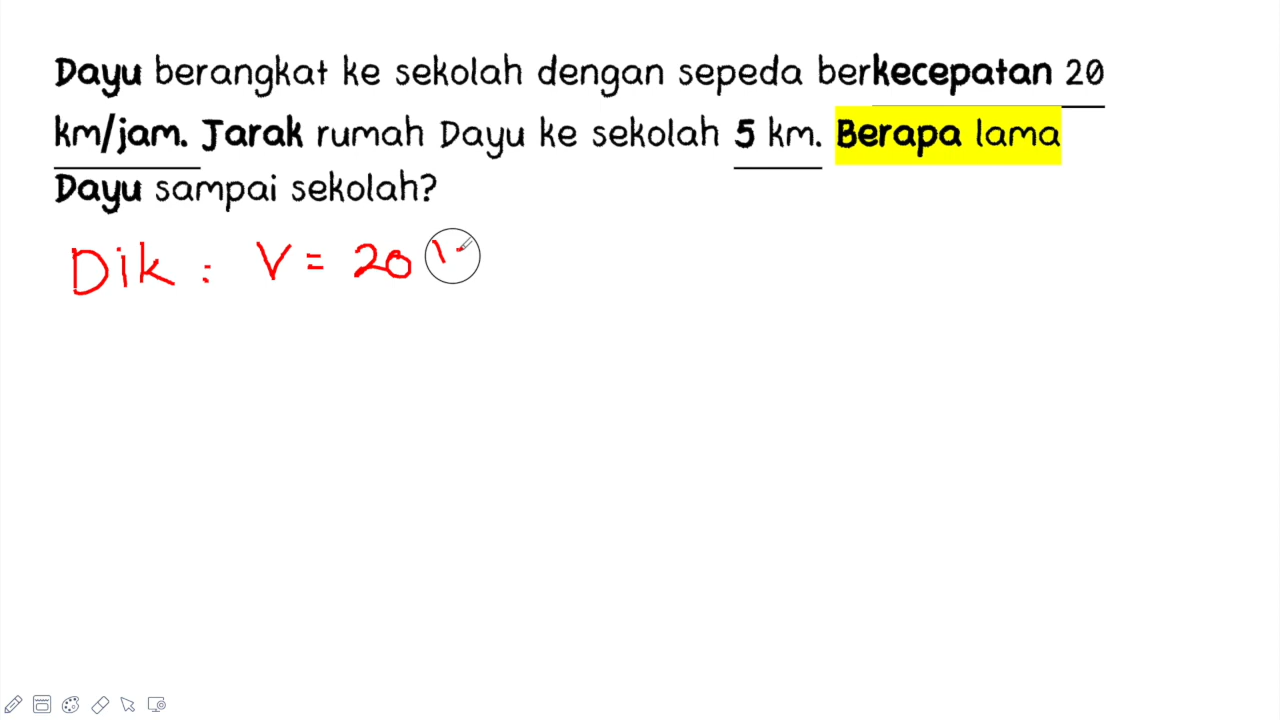 Dayu berangkat ke sekolah dengan sepeda berkecepatan 20
km/jam. Jarak rumah Dayu ke sekolah 5 km. Berapa lama
Dayu sampai sekolah?
Dik : V = 20